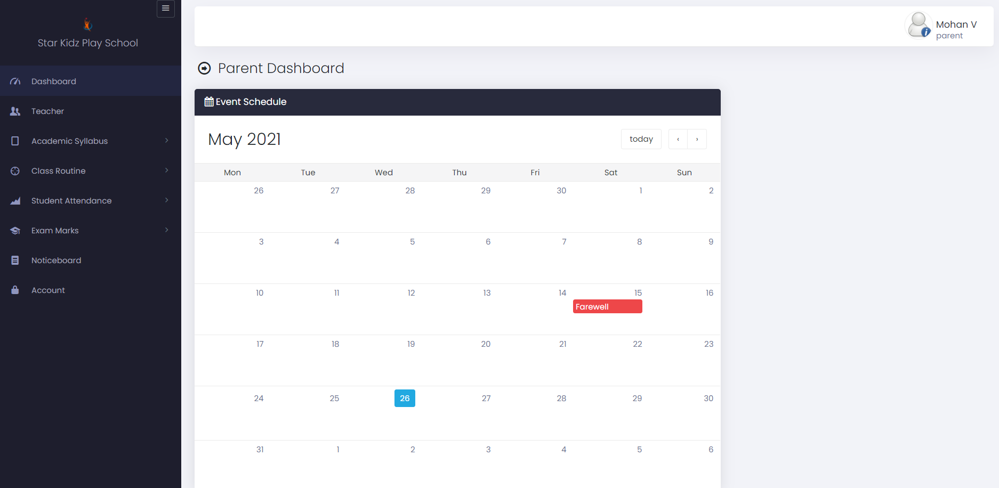 Star Kidz Play School
Dashboard
Teacher
Academic Syllabus
Class Routine
Student Attendance
Exam Marks
Noticeboard
Account
Mohan V
parent
Parent Dashboard
Event Schedule
May 2021
today ‹ ›
Mon Tue Wed Thu Fri Sat Sun
26 27 28 29 30 1 2
3 4 5 6 7 8 9
10 11 12 13 14 15 16
Farewell
17 18 19 20 21 22 23
24 25 26 27 28 29 30
31 1 2 3 4 5 6